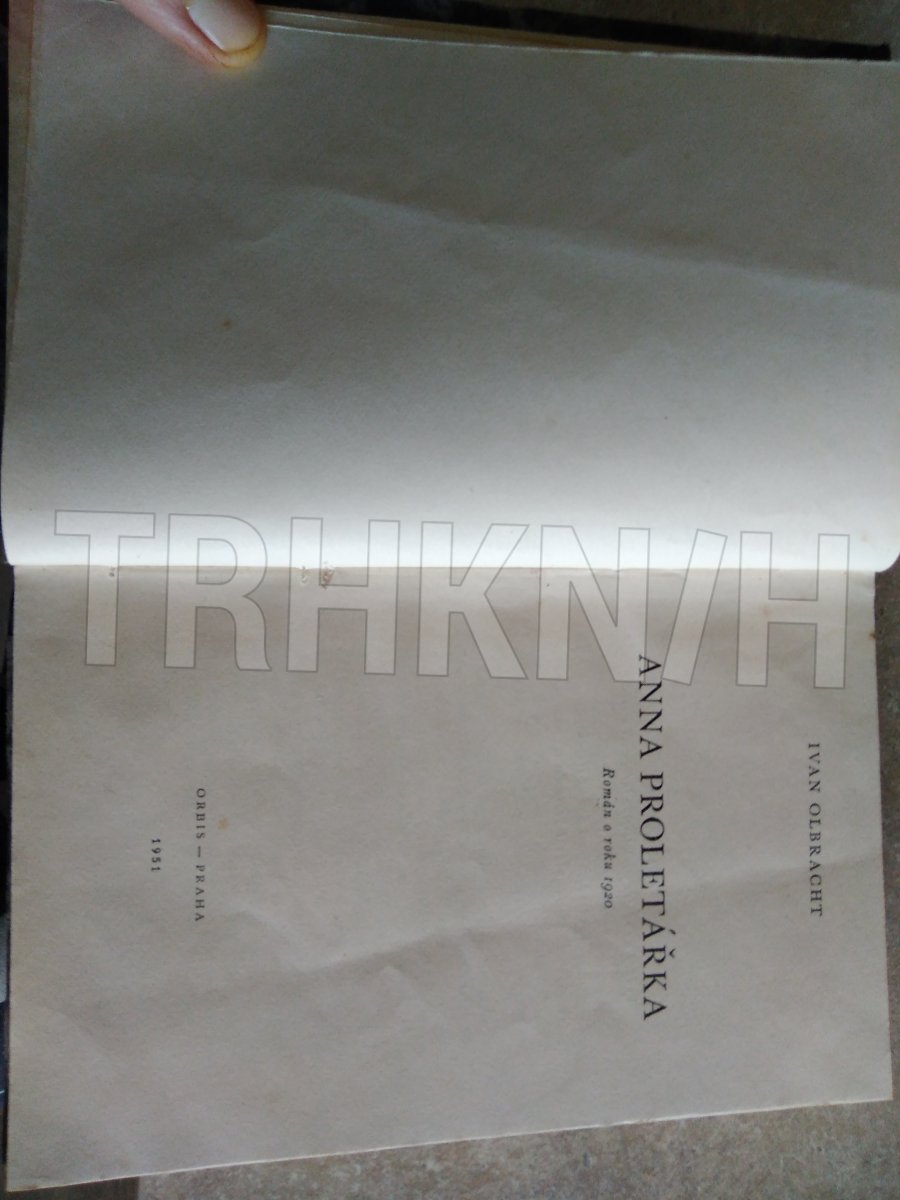 IVAN OLBRACHT
ANNA PROLETÁŘKA
Román o roku 1920
ORBIS — PRAHA
1951
TRHKNIH